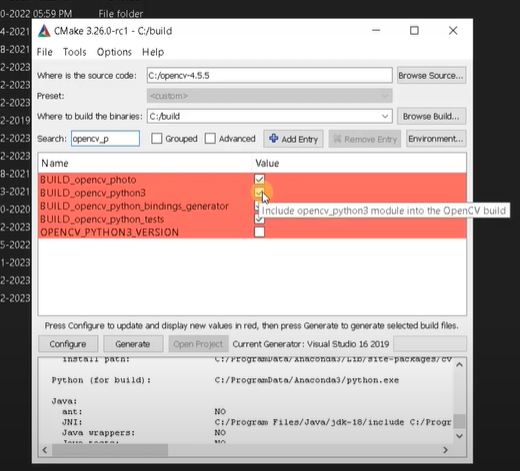 0-2022 05:59 PM File folder
4-2021
8-2021
2-2023
2-2023
2-2019
2-2023
8-2021
3-2021
0-2020
2-2023
5-2022
1-2023
2-2023
2-2023
CMake 3.26.0-rc1 - C:/build
File Tools Options Help
Where is the source code: C:/opencv-4.5.5 Browse Source...
Preset: <custom>
Where to build the binaries: C:/build Browse Build...
Search: opencv_p Grouped Advanced Add Entry Remove Entry Environment...
Name Value
BUILD_opencv_photo
BUILD_opencv_python3
BUILD_opencv_python_bindings_generator
Include opencv_python3 module into the OpenCV build
BUILD_opencv_python_tests
OPENCV_PYTHON3_VERSION
Press Configure to update and display new values in red, then press Generate to generate selected build files.
Configure Generate Open Project Current Generator: Visual Studio 16 2019
install path: C:/ProgramData/Anaconda3/Lib/site-packages/cv
Python (for build): C:/ProgramData/Anaconda3/python.exe
Java:
ant: NO
JNI: C:/Program Files/Java/jdk-18/include C:/Progr
Java wrappers: NO
Java tests: NO